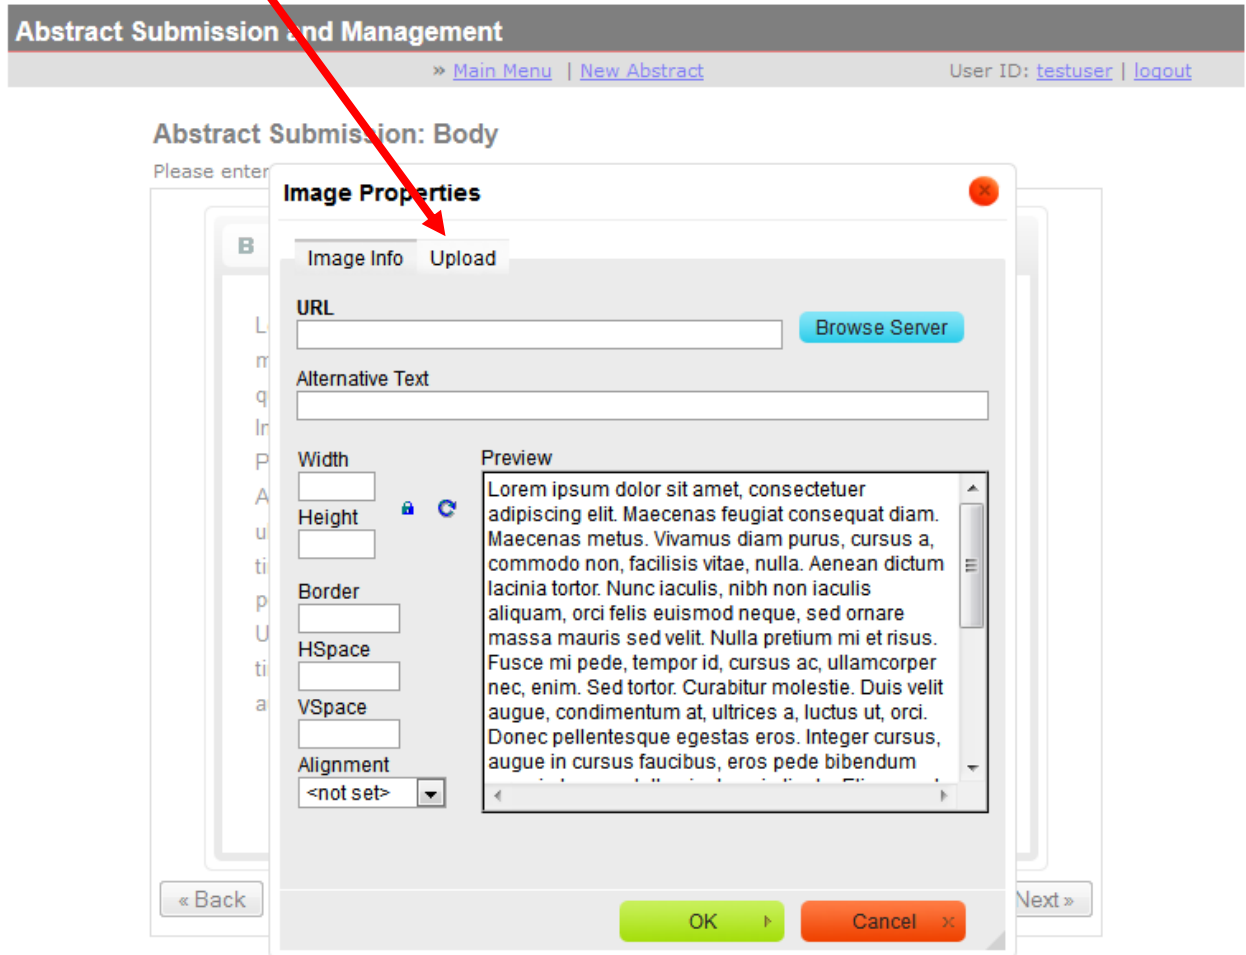 Abstract Submission and Management
» Main Menu | New Abstract User ID: testuser | logout
Abstract Submission: Body
Please enter
Image Properties
B
Image Info Upload
URL
Browse Server
Alternative Text
Width
Height
Border
HSpace
VSpace
Alignment
<not set>
Preview
Lorem ipsum dolor sit amet, consectetuer
adipiscing elit. Maecenas feugiat consequat diam.
Maecenas metus. Vivamus diam purus, cursus a,
commodo non, facilisis vitae, nulla. Aenean dictum
lacinia tortor. Nunc iaculis, nibh non iaculis
aliquam, orci felis euismod neque, sed ornare
massa mauris sed velit. Nulla pretium mi et risus.
Fusce mi pede, tempor id, cursus ac, ullamcorper
nec, enim. Sed tortor. Curabitur molestie. Duis velit
augue, condimentum at, ultrices a, luctus ut, orci.
Donec pellentesque egestas eros. Integer cursus,
augue in cursus faucibus, eros pede bibendum
« Back
Next »
OK
Cancel